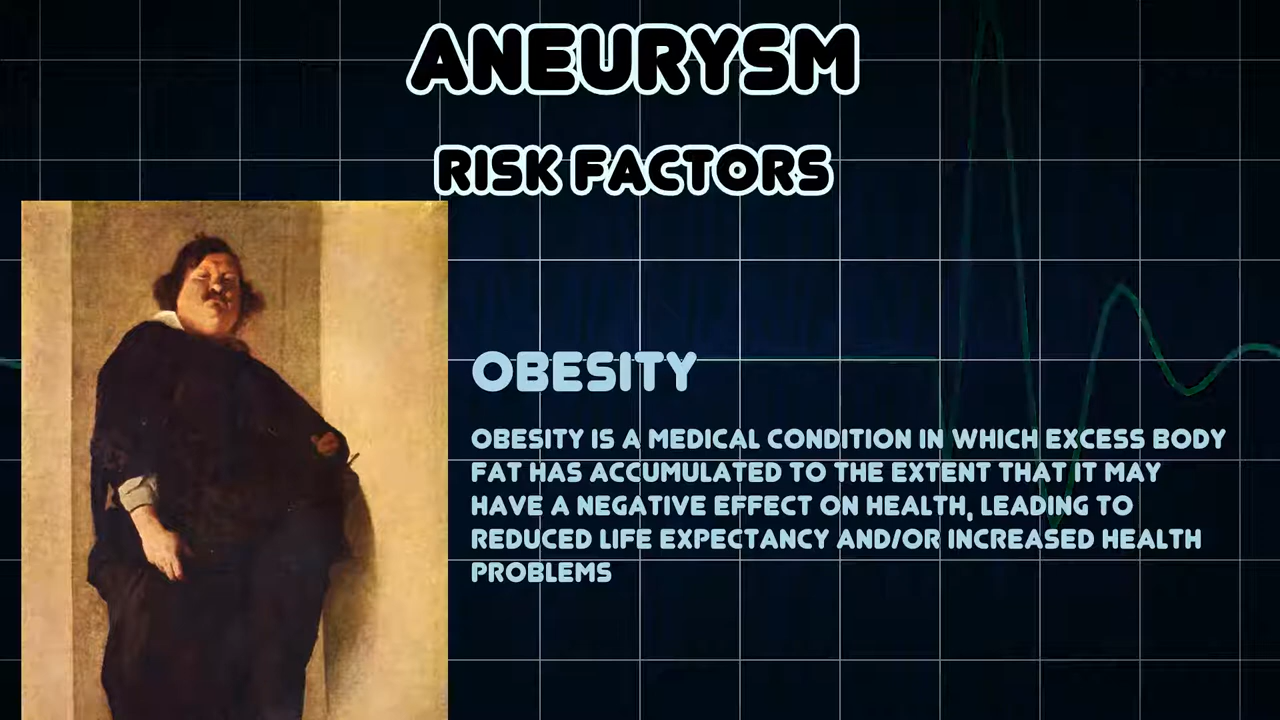 ANEURYSM
RISK FACTORS
OBESITY
OBESITY IS A MEDICAL CONDITION IN WHICH EXCESS BODY
FAT HAS ACCUMULATED TO THE EXTENT THAT IT MAY
HAVE A NEGATIVE EFFECT ON HEALTH, LEADING TO
REDUCED LIFE EXPECTANCY AND/OR INCREASED HEALTH
PROBLEMS